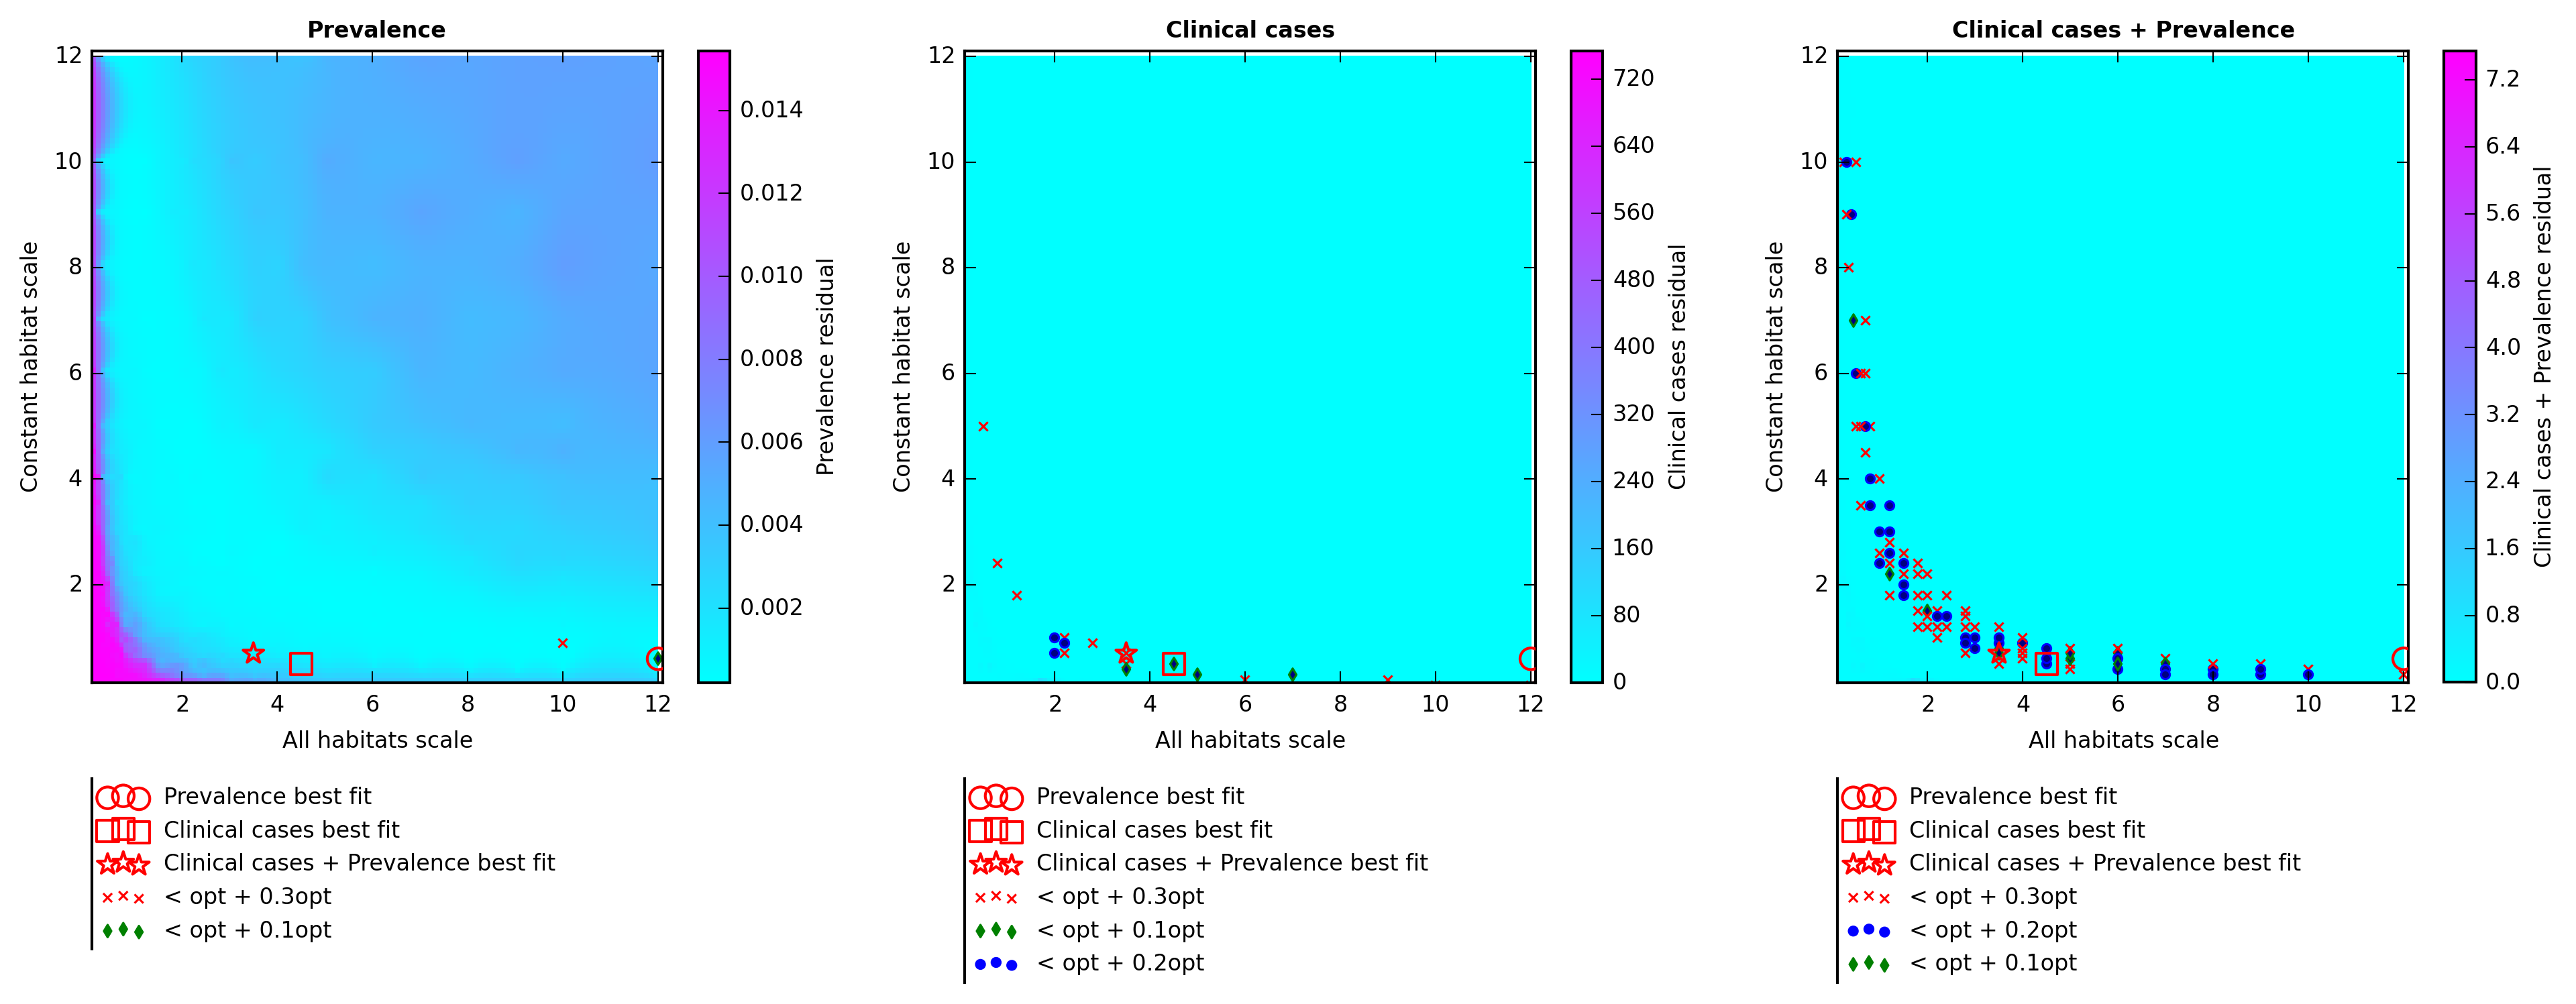 Prevalence
12
10
8
6
4
2
Constant habitat scale
2 4 6 8 10 12
All habitats scale
0.014
0.012
0.010
0.008
0.006
0.004
0.002
Prevalence residual
Prevalence best fit
Clinical cases best fit
Clinical cases + Prevalence best fit
< opt + 0.3opt
< opt + 0.1opt
Clinical cases
12
10
8
6
4
2
Constant habitat scale
2 4 6 8 10 12
All habitats scale
720
640
560
480
400
320
240
160
80
0
Clinical cases residual
Prevalence best fit
Clinical cases best fit
Clinical cases + Prevalence best fit
< opt + 0.3opt
< opt + 0.1opt
< opt + 0.2opt
Clinical cases + Prevalence
12
10
8
6
4
2
Constant habitat scale
2 4 6 8 10 12
All habitats scale
7.2
6.4
5.6
4.8
4.0
3.2
2.4
1.6
0.8
0.0
Clinical cases + Prevalence residual
Prevalence best fit
Clinical cases best fit
Clinical cases + Prevalence best fit
< opt + 0.3opt
< opt + 0.2opt
< opt + 0.1opt